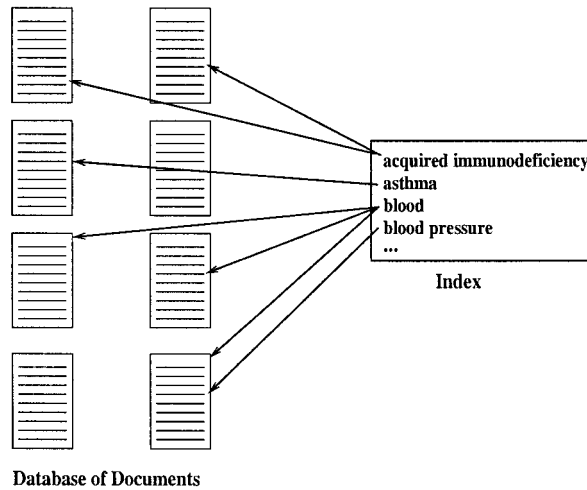 acquired immunodeficiency
asthma
blood
blood pressure
...
Index
Database of Documents